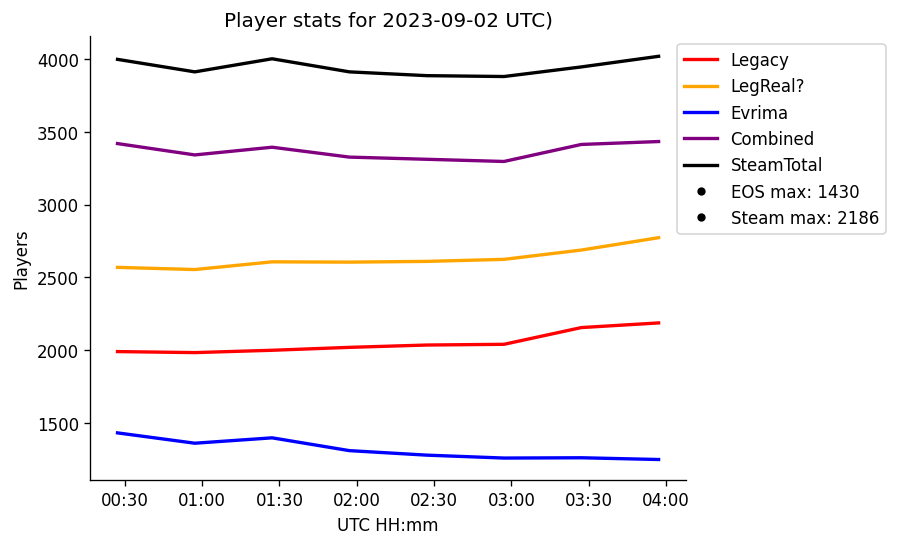 Player stats for 2023-09-02 UTC)
Players
4000
3500
3000
2500
2000
1500
00:30 01:00 01:30 02:00 02:30 03:00 03:30 04:00
UTC HH:mm
Legacy
LegReal?
Evrima
Combined
SteamTotal
EOS max: 1430
Steam max: 2186